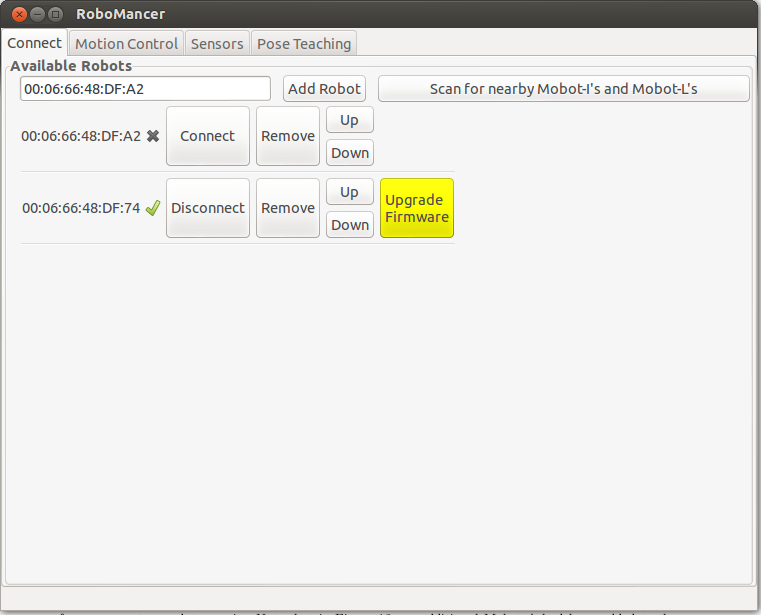 RoboMancer
Connect Motion Control Sensors Pose Teaching
Available Robots
00:06:66:48:DF:A2 Add Robot Scan for nearby Mobot-I's and Mobot-L's
00:06:66:48:DF:A2 Connect Remove Up
Down
00:06:66:48:DF:74 Disconnect Remove Up
Down
Upgrade
Firmware